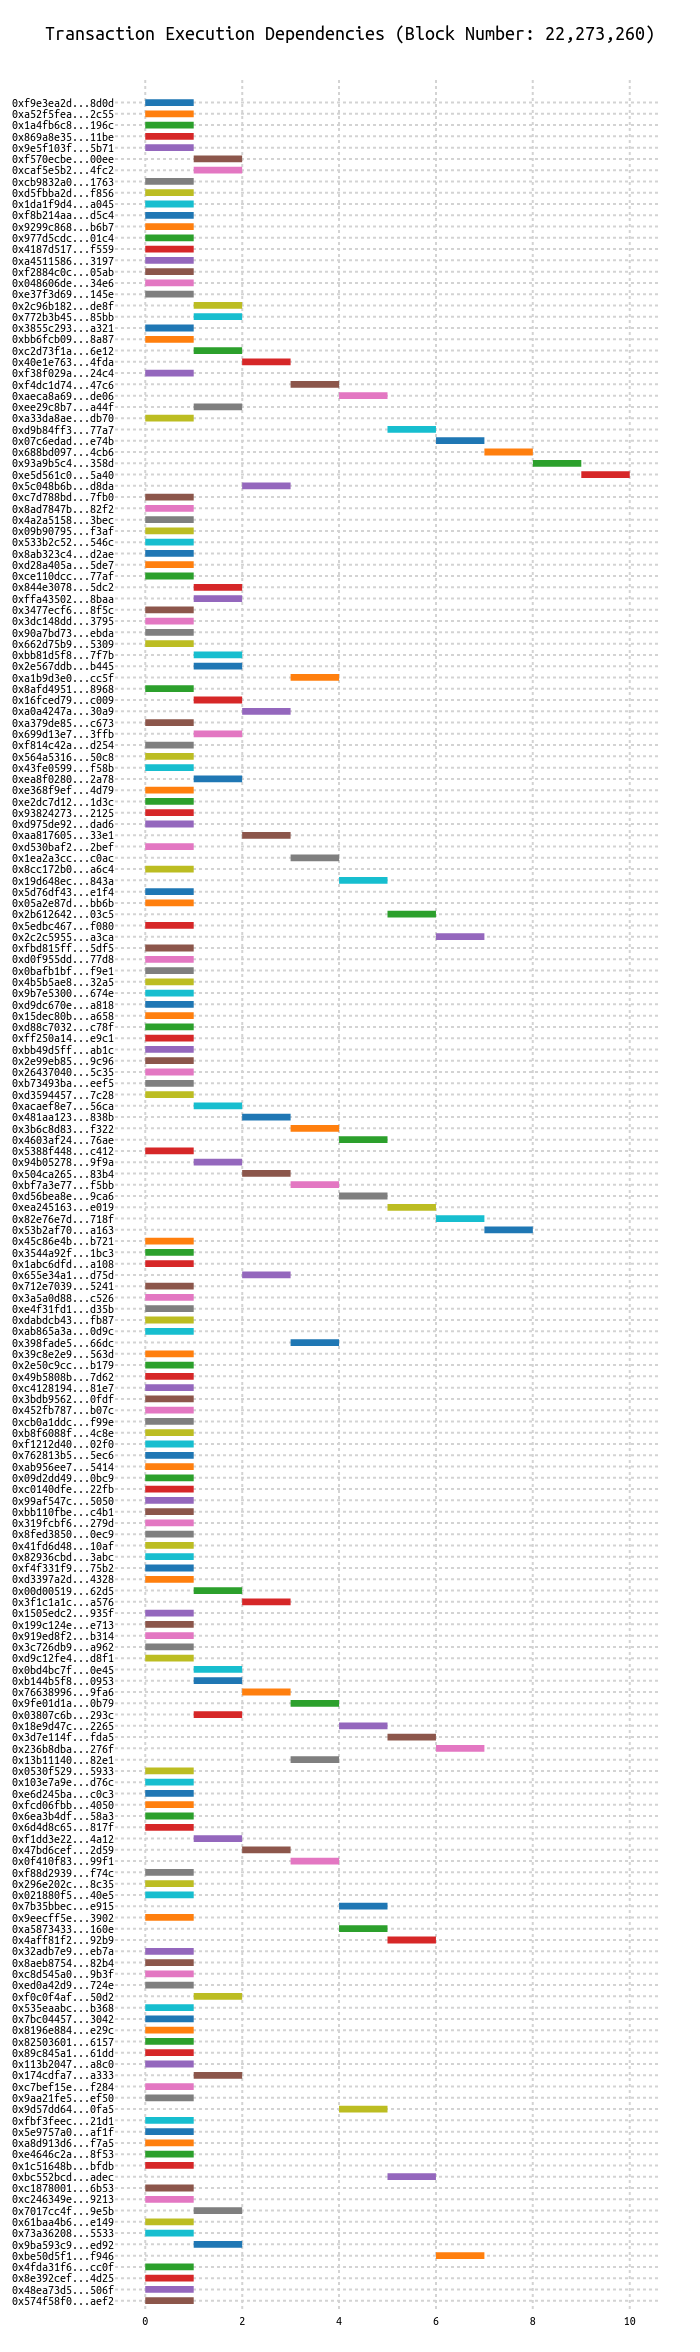 Transaction Execution Dependencies (Block Number: 22,273,260)
0xf9e3ea2d...8d0d
0xa52f5fea...2c55
0x1a4fb6c8...196c
0x869a8e35...11be
0x9e5f103f...5b71
0xf570ecbe...00ee
0xcaf5e5b2...4fc2
0xcb9832a0...1763
0xd5fbba2d...f856
0x1da1f9d4...a045
0xf8b214aa...d5c4
0x9299c868...b6b7
0x977d5cdc...01c4
0x4187d517...f559
0xa4511586...3197
0xf2884c0c...05ab
0x048606de...34e6
0xe37f3d69...145e
0x2c96b182...de8f
0x772b3b45...85bb
0x3855c293...a321
0xbb6fcb09...8a87
0xc2d73f1a...6e12
0x40e1e763...4fda
0xf38f029a...24c4
0xf4dc1d74...47c6
0xaeca8a69...de06
0xee29c8b7...a44f
0xa33da8ae...db70
0xd9b84ff3...77a7
0x07c6edad...e74b
0x688bd097...4cb6
0x93a9b5c4...358d
0xe5d561c0...5a40
0x5c048b6b...d8da
0xc7d788bd...7fb0
0x8ad7847b...82f2
0x4a2a5158...3bec
0x09b90795...f3af
0x533b2c52...546c
0x8ab323c4...d2ae
0xd28a405a...5de7
0xce110dcc...77af
0x844e3078...5dc2
0xffa43502...8baa
0x3477ecf6...8f5c
0x3dc148dd...3795
0x90a7bd73...ebda
0x662d75b9...5309
0xbb81d5f8...7f7b
0x2e567ddb...b445
0xa1b9d3e0...cc5f
0x8afd4951...8968
0x16fced79...c009
0xa0a4247a...30a9
0xa379de85...c673
0x699d13e7...3ffb
0xf814c42a...d254
0x564a5316...50c8
0x43fe0599...f58b
0xea8f0280...2a78
0xe368f9ef...4d79
0xe2dc7d12...1d3c
0x93824273...2125
0xd975de92...dad6
0xaa817605...33e1
0xd530baf2...2bef
0x1ea2a3cc...c0ac
0x8cc172b0...a6c4
0x19d648ec...843a
0x5d76df43...e1f4
0x05a2e87d...bb6b
0x2b612642...03c5
0x5edbc467...f080
0x2c2c5955...a3ca
0xfbd815ff...5df5
0xd0f955dd...77d8
0x0bafb1bf...f9e1
0x4b5b5ae8...32a5
0x9b7e5300...674e
0xd9dc670e...a818
0x15dec80b...a658
0xd88c7032...c78f
0xff250a14...e9c1
0xbb49d5ff...ab1c
0x2e99eb85...9c96
0x26437040...5c35
0xb73493ba...eef5
0xd3594457...7c28
0xacaef8e7...56ca
0x481aa123...838b
0x3b6c8d83...f322
0x4603af24...76ae
0x5388f448...c412
0x94b05278...9f9a
0x504ca265...83b4
0xbf7a3e77...f5bb
0xd56bea8e...9ca6
0xea245163...e019
0x82e76e7d...718f
0x53b2af70...a163
0x45c86e4b...b721
0x3544a92f...1bc3
0x1abc6dfd...a108
0x655e34a1...d75d
0x712e7039...5241
0x3a5a0d88...c526
0xe4f31fd1...d35b
0xdabdcb43...fb87
0xab865a3a...0d9c
0x398fade5...66dc
0x39c8e2e9...563d
0x2e50c9cc...b179
0x49b5808b...7d62
0xc4128194...81e7
0x3bdb9562...0fdf
0x452fb787...b07c
0xcb0a1ddc...f99e
0xb8f6088f...4c8e
0xf1212d40...02f0
0x762813b5...5ec6
0xab956ee7...5414
0x09d2dd49...0bc9
0xc0140dfe...22fb
0x99af547c...5050
0xbb110fbe...c4b1
0x319fcbf6...279d
0x8fed3850...0ec9
0x41fd6d48...10af
0x82936cbd...3abc
0xf4f331f9...75b2
0xd3397a2d...4328
0x00d00519...62d5
0x3f1c1a1c...a576
0x1505edc2...935f
0x199c124e...e713
0x919ed8f2...b314
0x3c726db9...a962
0xd9c12fe4...d8f1
0x0bd4bc7f...0e45
0xb144b5f8...0953
0x76638996...9fa6
0x9fe01d1a...0b79
0x03807c6b...293c
0x18e9d47c...2265
0x3d7e114f...fda5
0x236b8dba...276f
0x13b11140...82e1
0x0530f529...5933
0x103e7a9e...d76c
0xe6d245ba...c0c3
0xfcd06fbb...4050
0x6ea3b4df...58a3
0x6d4d8c65...817f
0xf1dd3e22...4a12
0x47bd6cef...2d59
0x0f410f83...99f1
0xf88d2939...f74c
0x296e202c...8c35
0x021880f5...40e5
0x7b35bbec...e915
0x9eecff5e...3902
0xa5873433...160e
0x4aff81f2...92b9
0x32adb7e9...eb7a
0x8aeb8754...82b4
0xc8d545a0...9b3f
0xed0a42d9...724e
0xf0c0f4af...50d2
0x535eaabc...b368
0x7bc04457...3042
0x8196e884...e29c
0x82503601...6157
0x89c845a1...61dd
0x113b2047...a8c0
0x174cdfa7...a333
0xc7bef15e...f284
0x9aa21fe5...ef50
0x9d57dd64...0fa5
0xfbf3feec...21d1
0x5e9757a0...af1f
0xa8d913d6...f7a5
0xe4646c2a...8f53
0x1c51648b...bfdb
0xbc552bcd...adec
0xc1878001...6b53
0xc246349e...9213
0x7017cc4f...9e5b
0x61baa4b6...e149
0x73a36208...5533
0x9ba593c9...ed92
0xbe50d5f1...f946
0x4fda31f6...cc0f
0x8e392cef...4d25
0x48ea73d5...506f
0x574f58f0...aef2
0 2 4 6 8 10